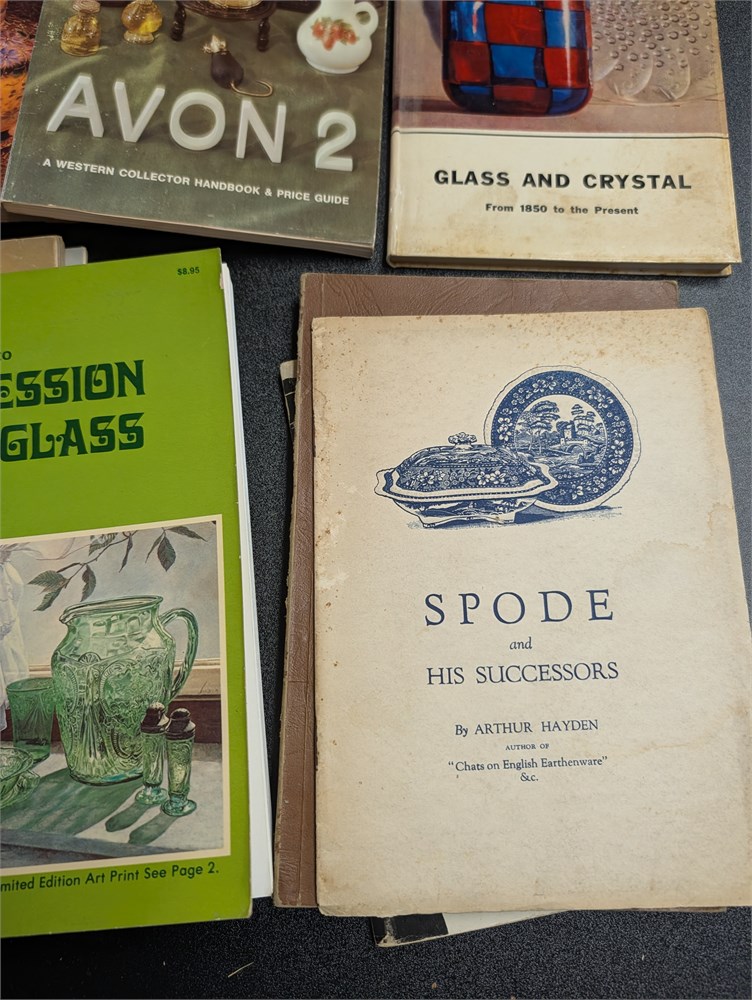 AVON 2
A WESTERN COLLECTOR HANDBOOK & PRICE GUIDE
GLASS AND CRYSTAL
From 1850 to the Present
$8.95
ESSION
GLASS
imited Edition Art Print See Page 2.
SPODE
and
HIS SUCCESSORS
By ARTHUR HAYDEN
AUTHOR OF
"Chats on English Earthenware"
&c.